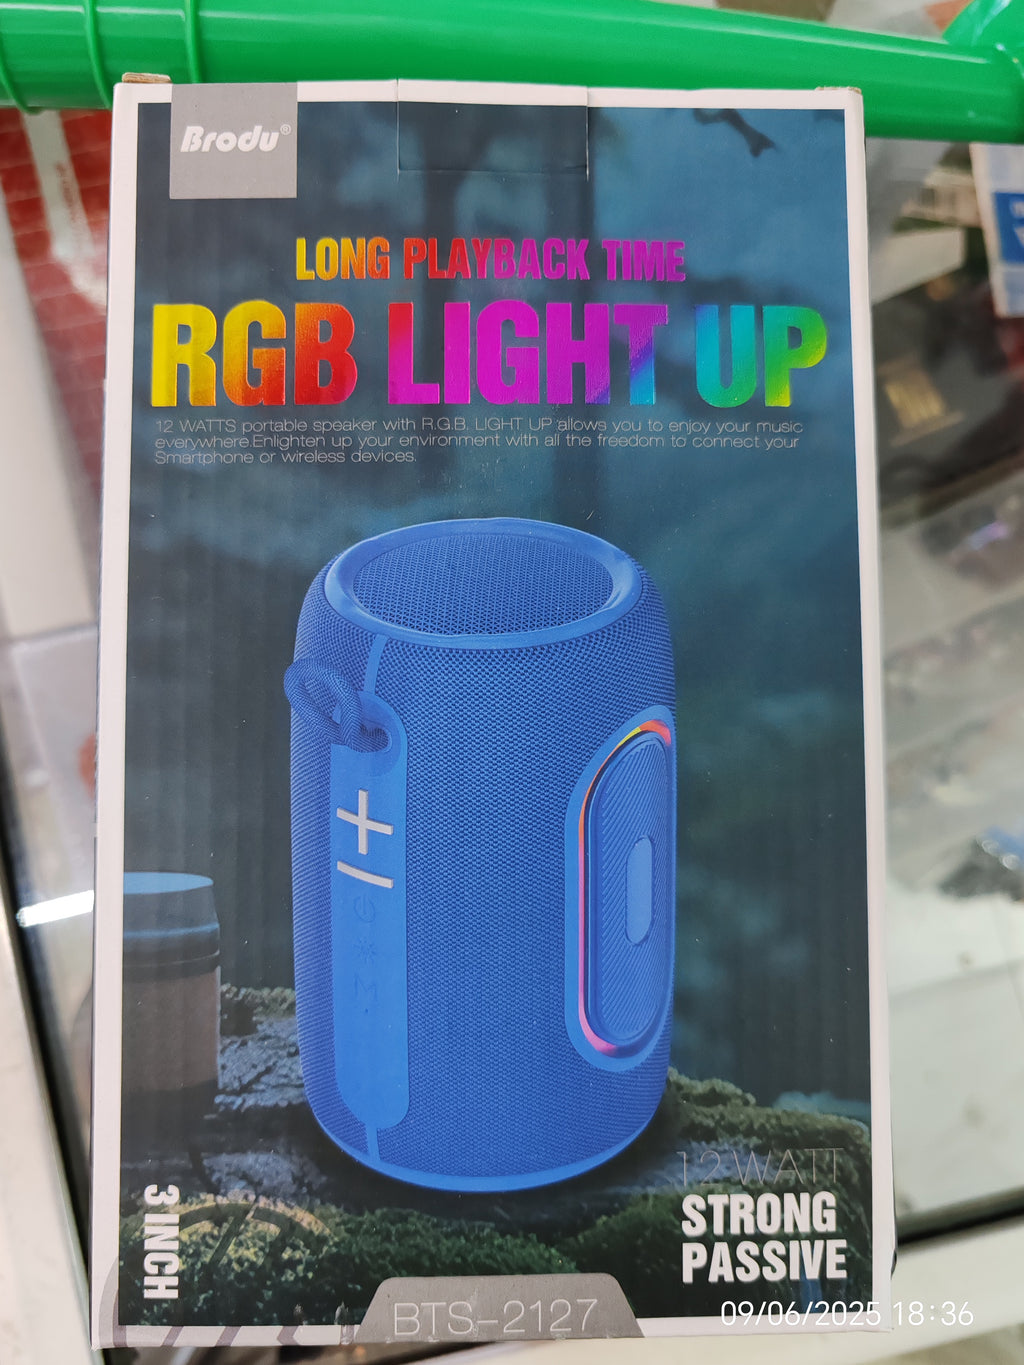 Brodu®
LONG PLAYBACK TIME
RGB LIGHT UP
12 WATTS portable speaker with R.G.B. LIGHT UP allows you to enjoy your music
everywhere.Enlighten up your environment with all the freedom to connect your
Smartphone or wireless devices.
12 WATT
STRONG
PASSIVE
3 INCH
BTS-2127
09/06/2025 18:36